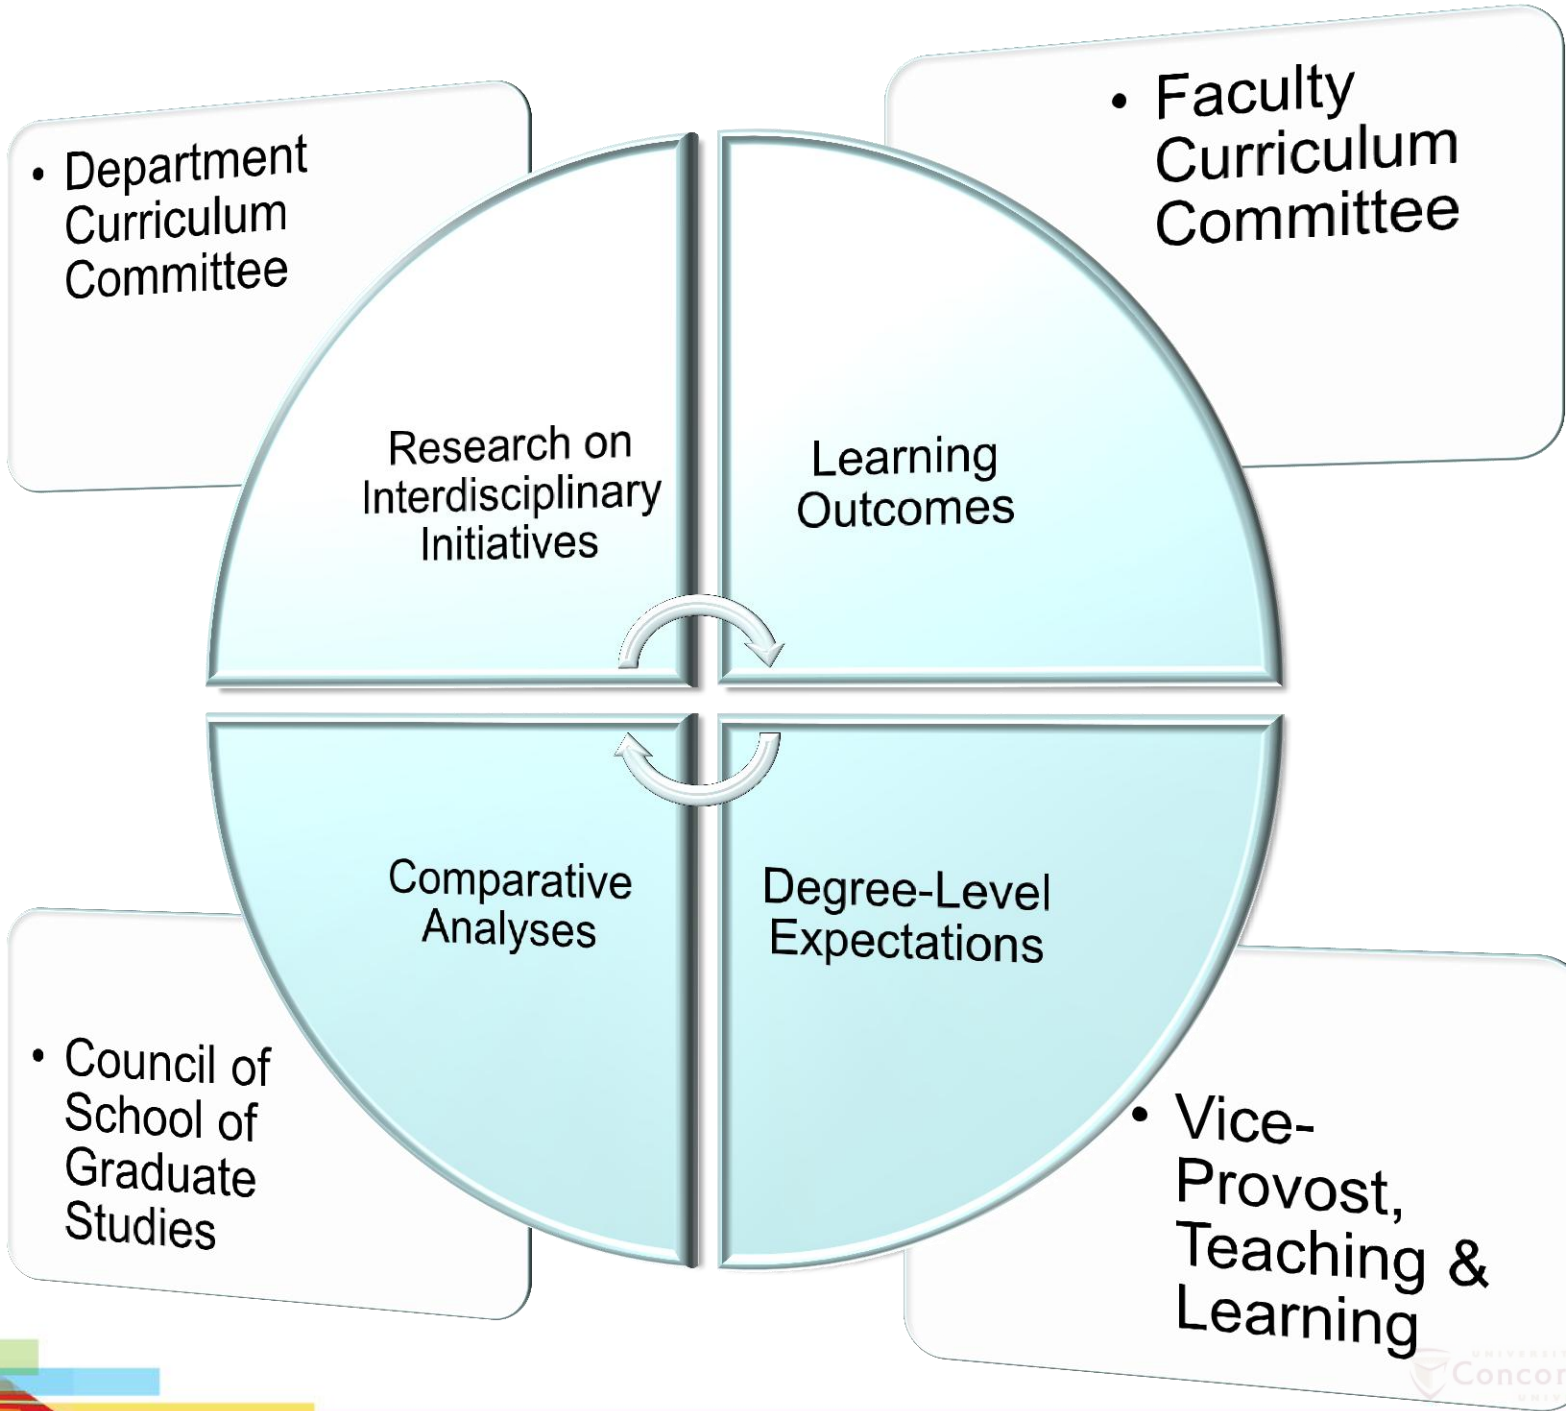 • Department
Curriculum
Committee
• Faculty
Curriculum
Committee
Research on
Interdisciplinary
Initiatives
Learning
Outcomes
Comparative
Analyses
Degree-Level
Expectations
• Council of
School of
Graduate
Studies
• Vice-
Provost,
Teaching &
Learning